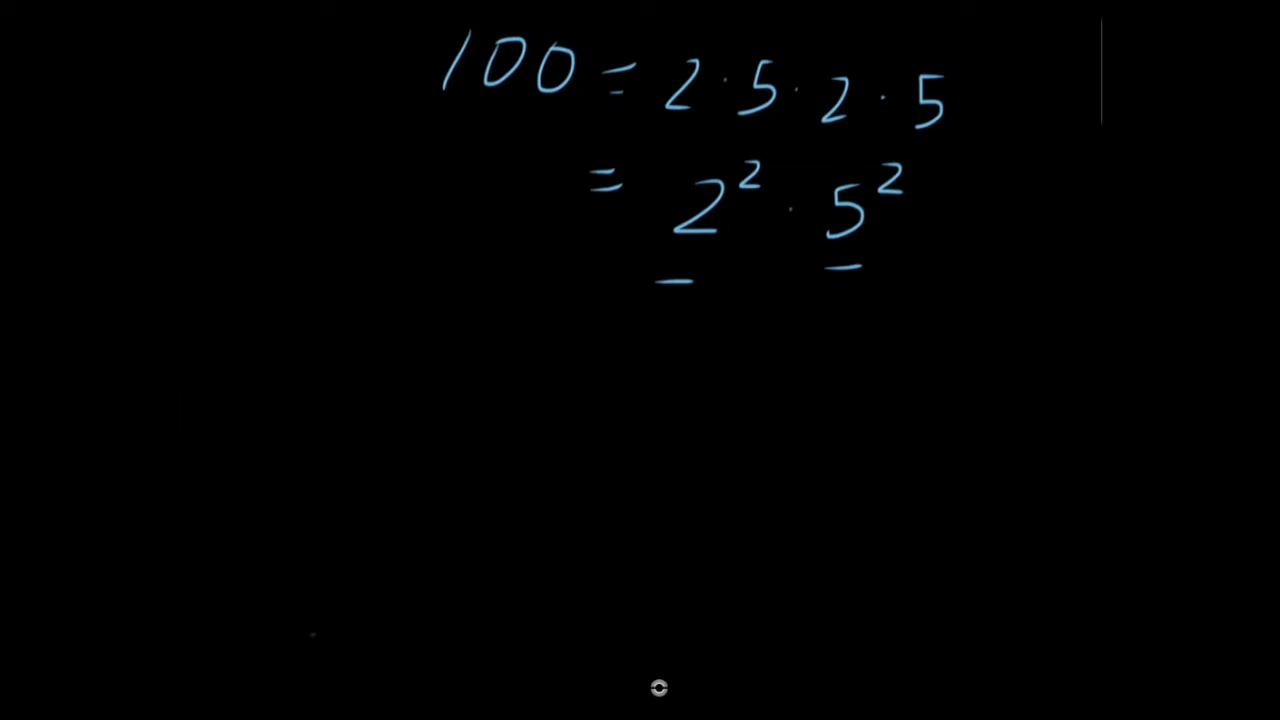 100 = 2 · 5 · 2 · 5
= 2² · 5²